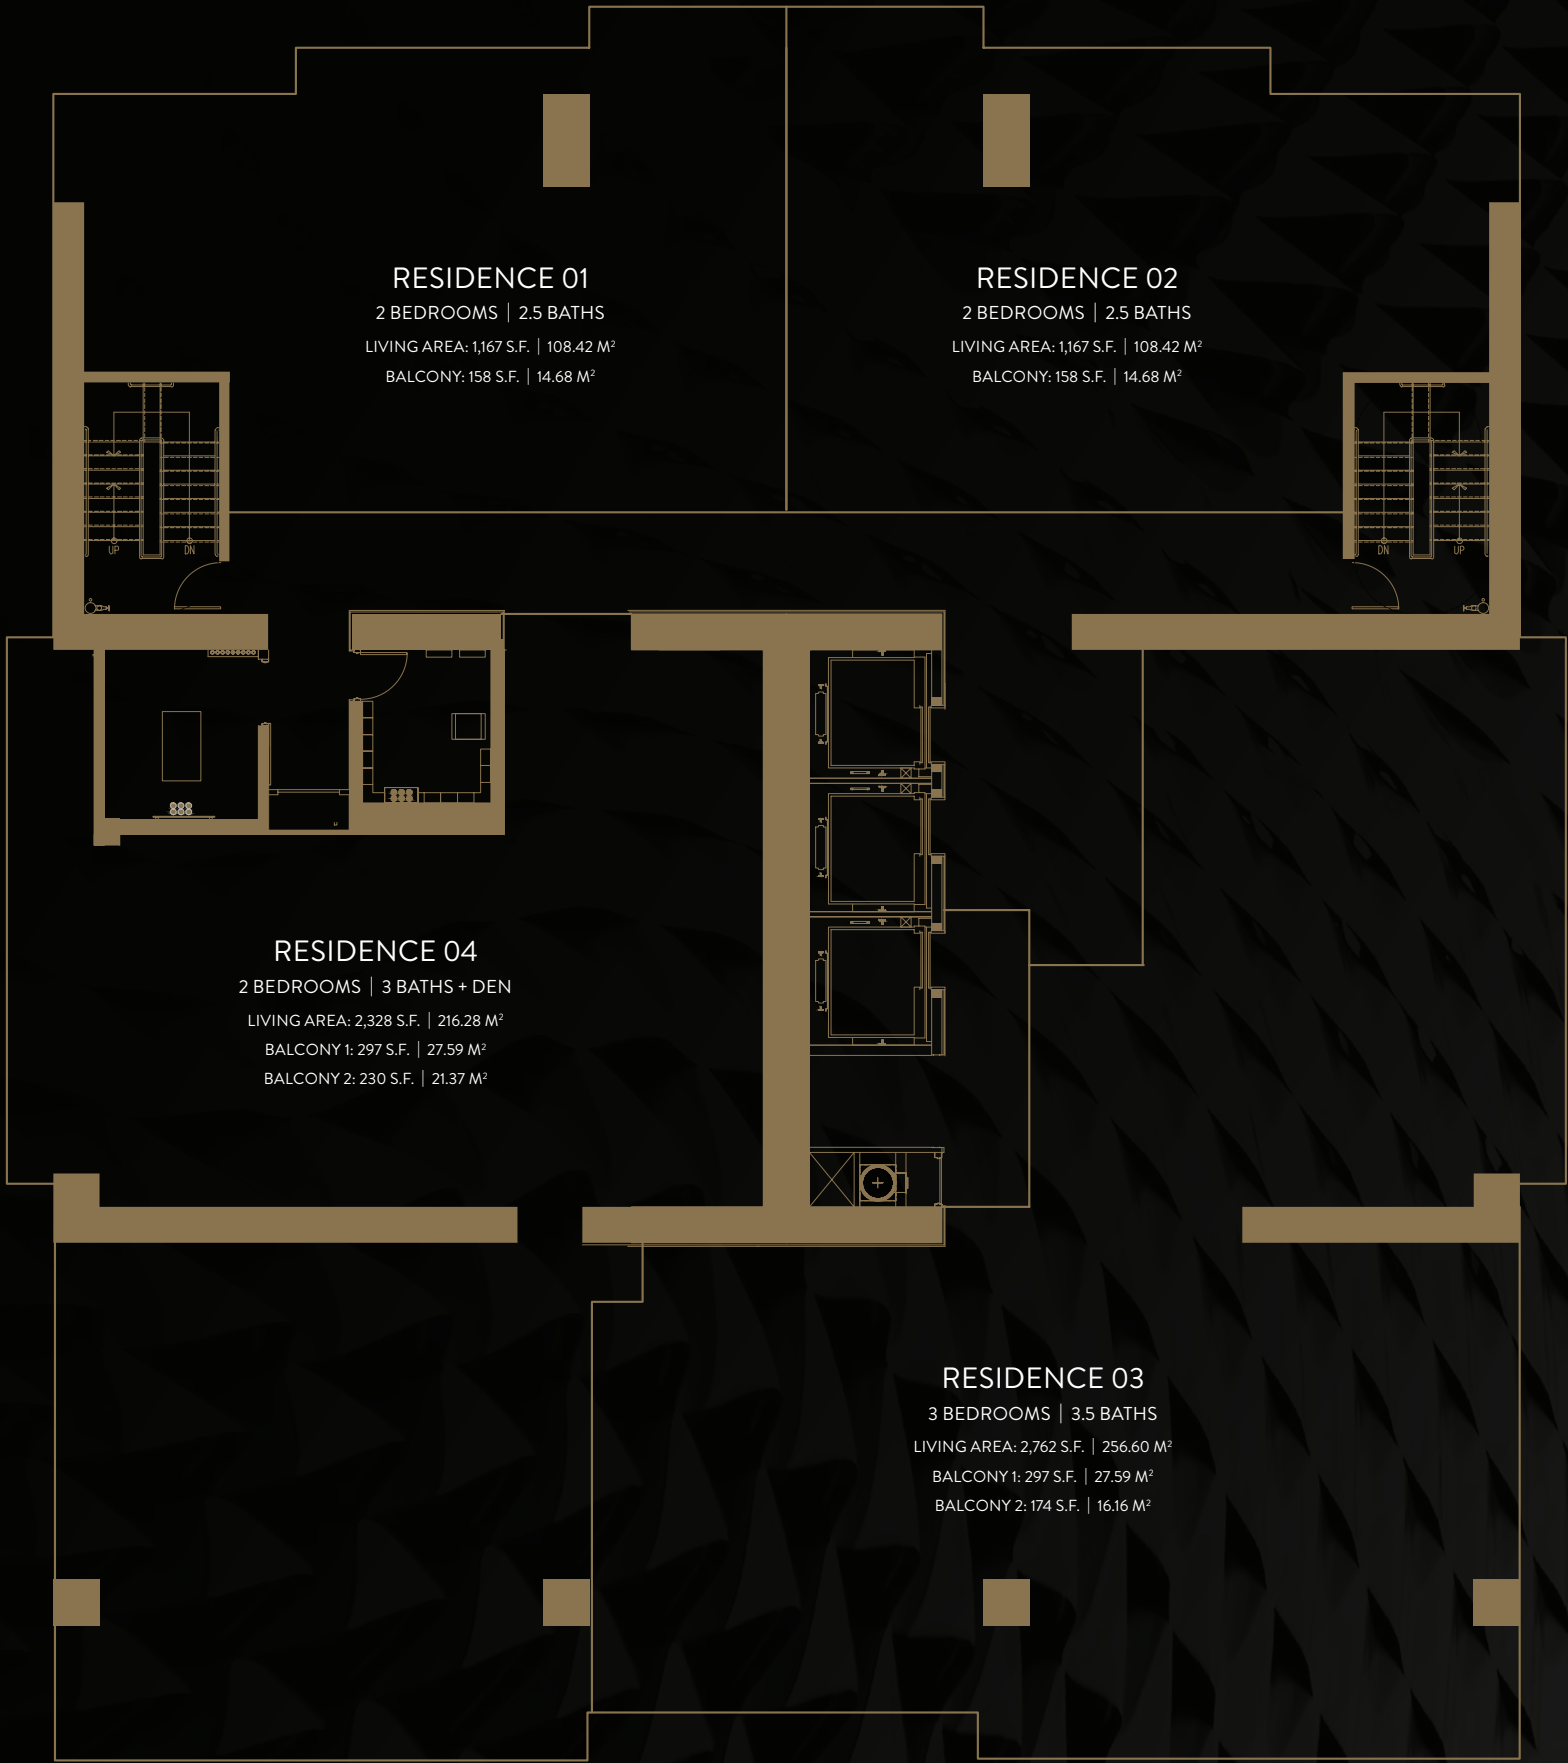 RESIDENCE 01
2 BEDROOMS | 2.5 BATHS
LIVING AREA: 1,167 S.F. | 108.42 M²
BALCONY: 158 S.F. | 14.68 M²
RESIDENCE 02
2 BEDROOMS | 2.5 BATHS
LIVING AREA: 1,167 S.F. | 108.42 M²
BALCONY: 158 S.F. | 14.68 M²
UP
DN
DN
UP
RESIDENCE 04
2 BEDROOMS | 3 BATHS + DEN
LIVING AREA: 2,328 S.F. | 216.28 M²
BALCONY 1: 297 S.F. | 27.59 M²
BALCONY 2: 230 S.F. | 21.37 M²
RESIDENCE 03
3 BEDROOMS | 3.5 BATHS
LIVING AREA: 2,762 S.F. | 256.60 M²
BALCONY 1: 297 S.F. | 27.59 M²
BALCONY 2: 174 S.F. | 16.16 M²